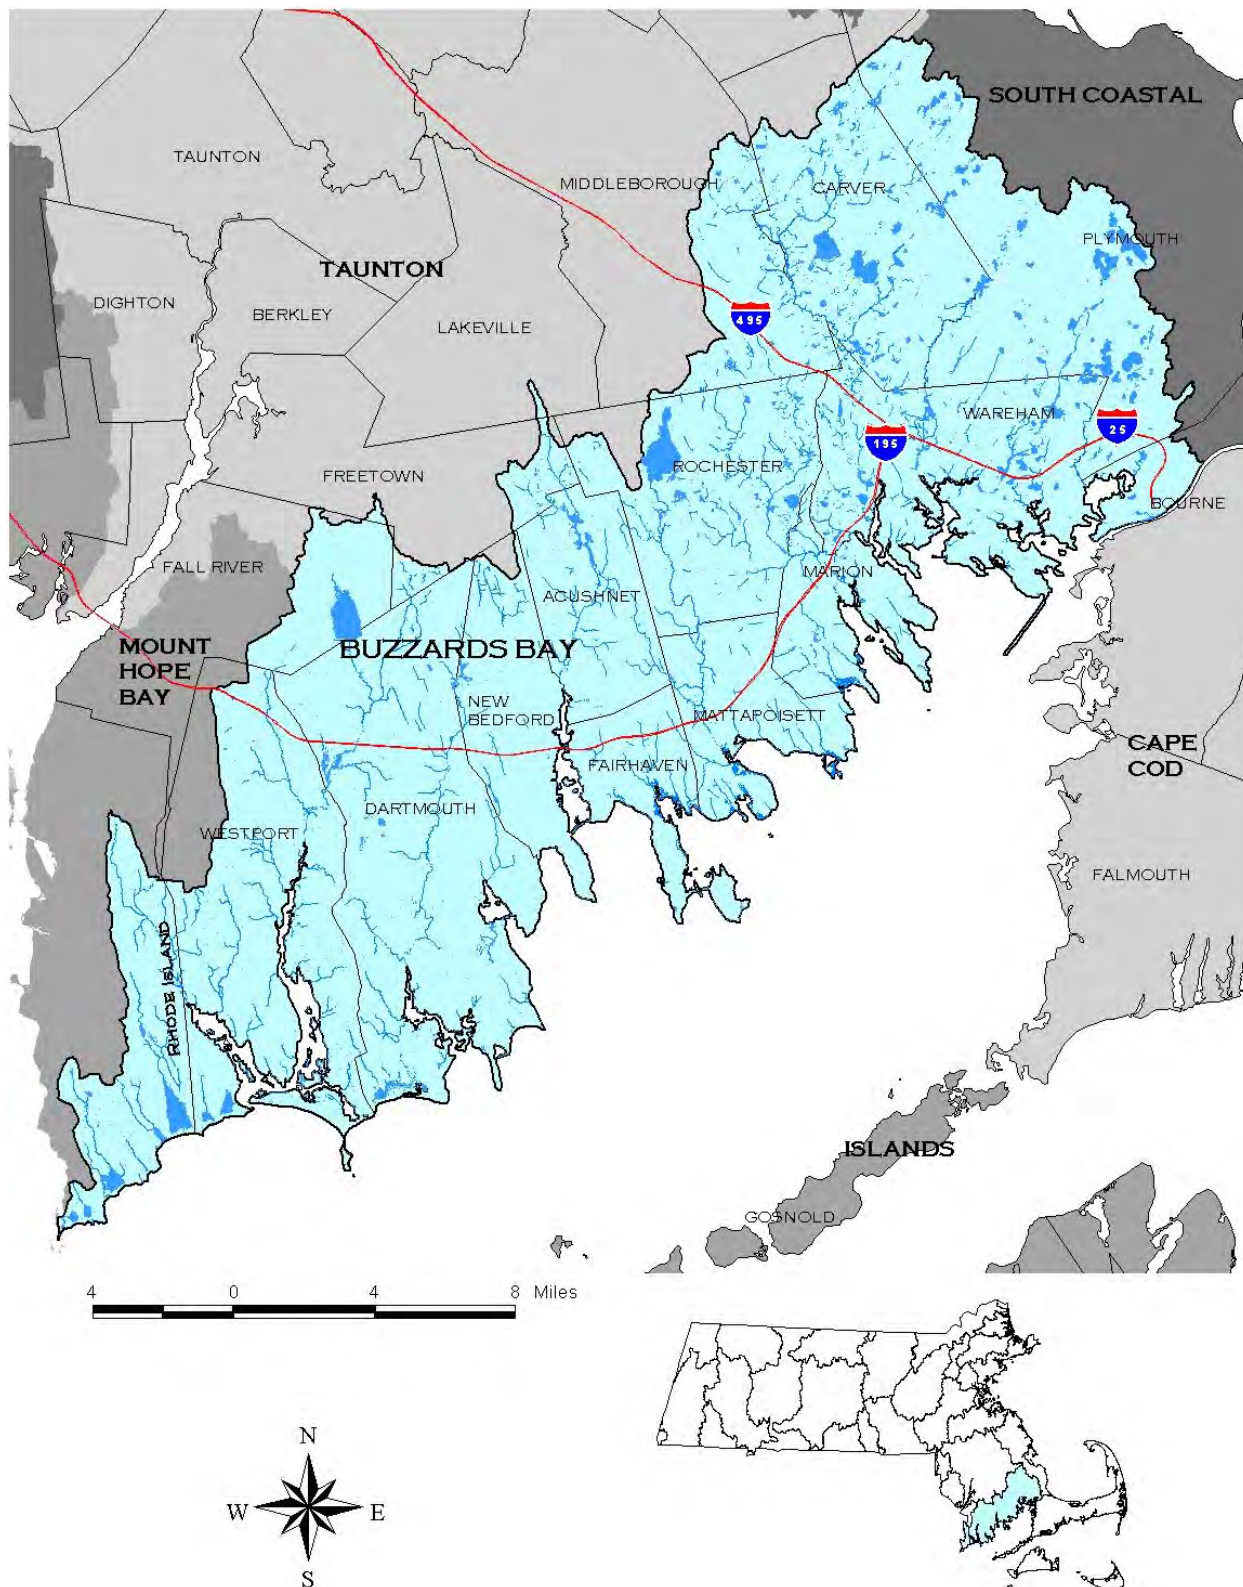 SOUTH COASTAL
TAUNTON
MIDDLEBOROUGH
CARVER
PLYMOUTH
TAUNTON
DIGHTON
BERKLEY
LAKEVILLE
495
WAREHAM
25
195
ROCHESTER
FREETOWN
BOURNE
FALL RIVER
MARION
ACUSHNET
MOUNT
HOPE
BAY
BUZZARDS BAY
NEW
BEDFORD
MATTAPOISETT
CAPE
COD
FAIRHAVEN
DARTMOUTH
WESTPORT
FALMOUTH
RHODE ISLAND
ISLANDS
GOSNOLD
4 0 4 8 Miles
N
W E
S